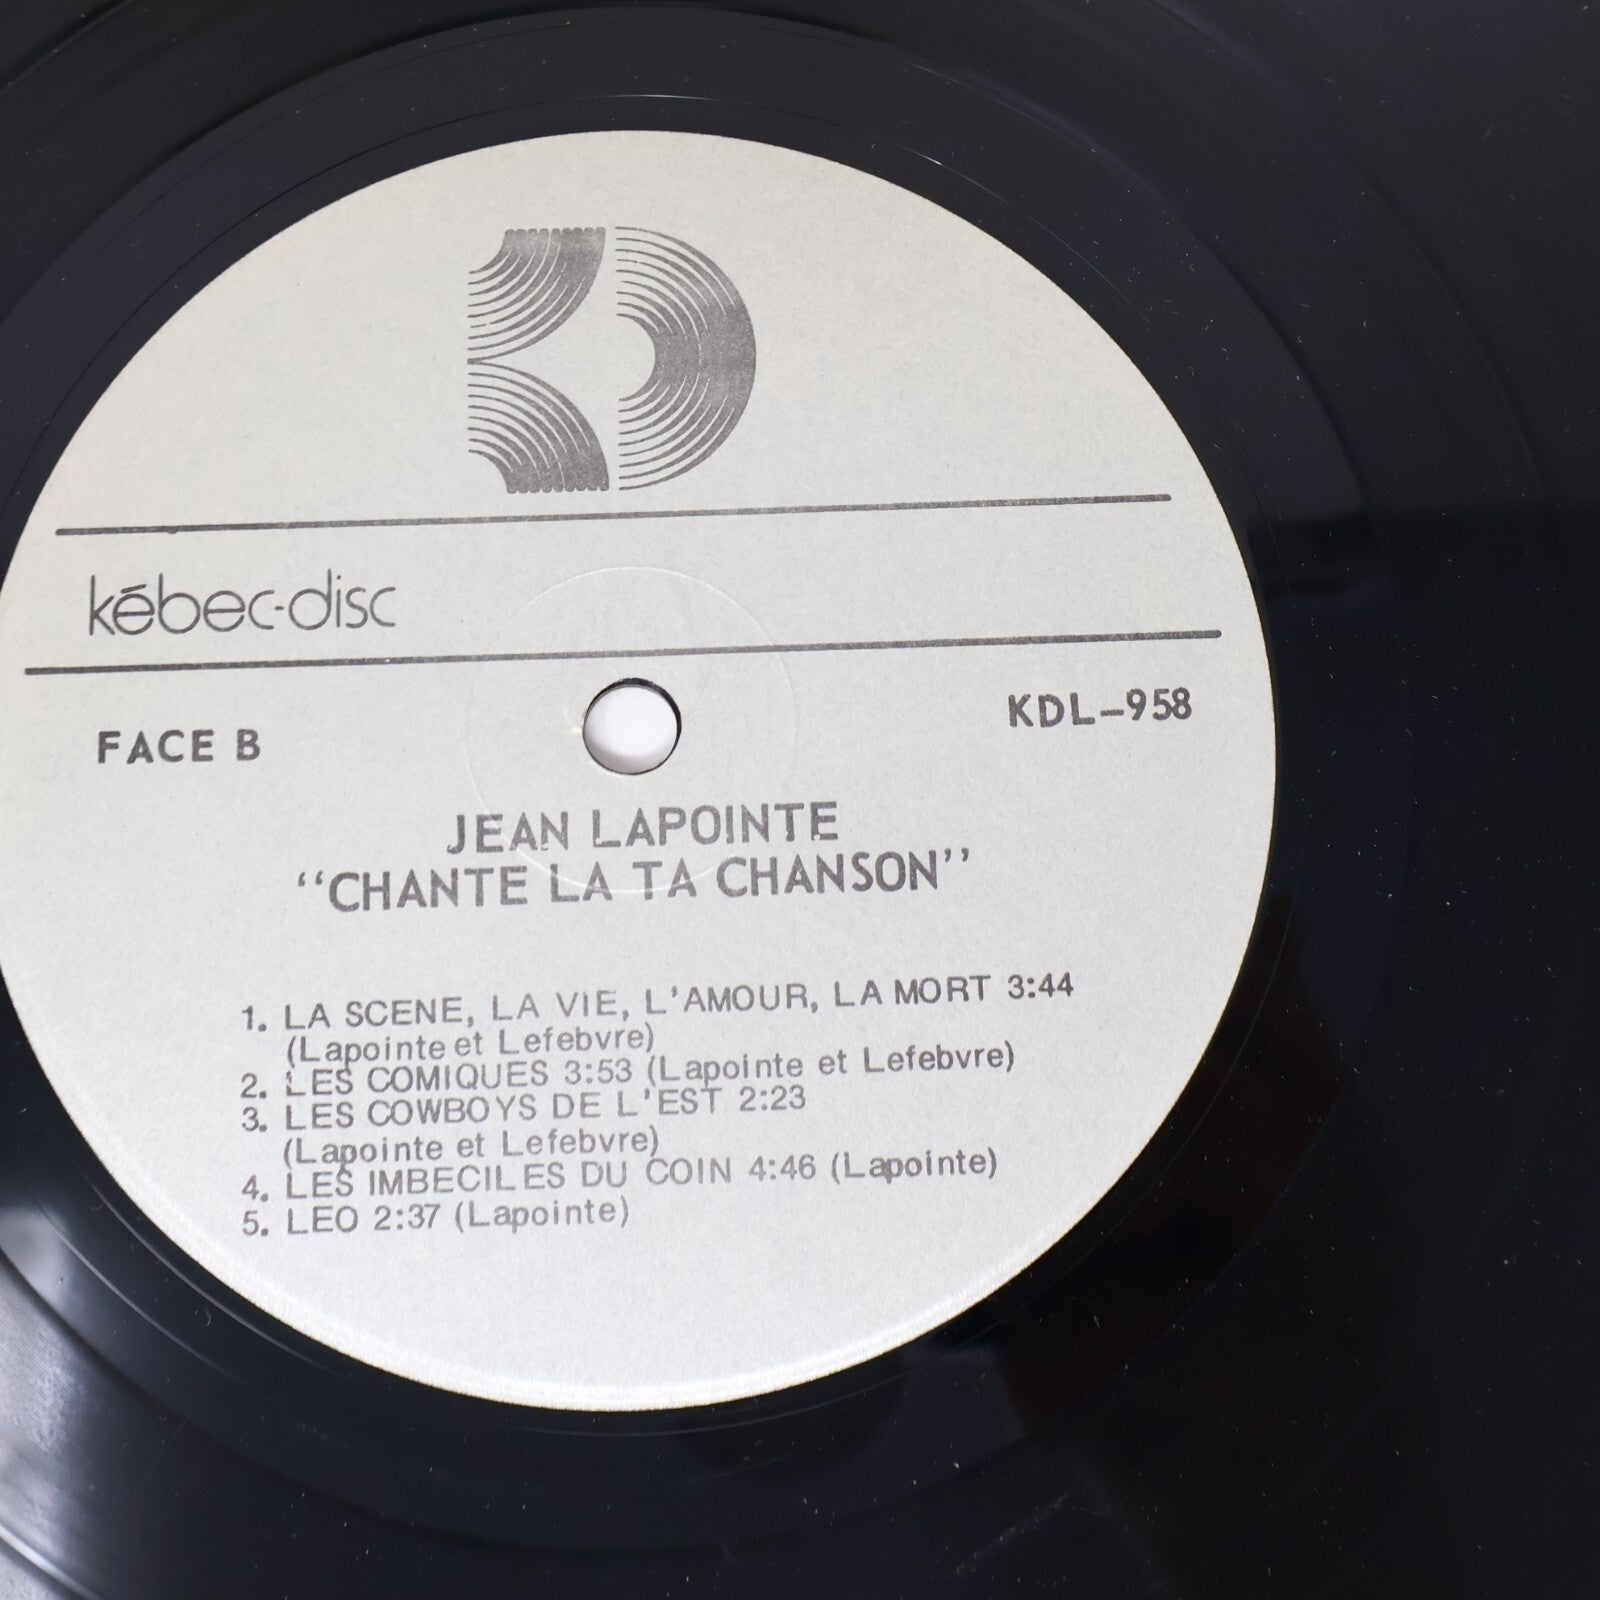 KD
kébec-disc
FACE B
KDL-958
JEAN LAPOINTE
"CHANTE LA TA CHANSON"
1. LA SCENE, LA VIE, L'AMOUR, LA MORT 3:44
(Lapointe et Lefebvre)
2. LES COMIQUES 3:53 (Lapointe et Lefebvre)
3. LES COWBOYS DE L'EST 2:23
(Lapointe et Lefebvre)
4. LES IMBECILES DU COIN 4:46 (Lapointe)
5. LEO 2:37 (Lapointe)